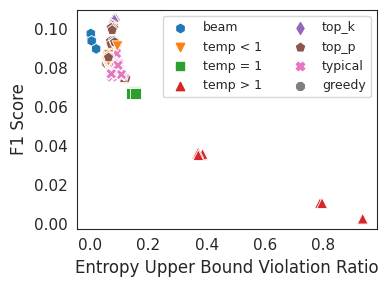 F1 Score
0.10
0.08
0.06
0.04
0.02
0.00
beam
temp < 1
temp = 1
temp > 1
top_k
top_p
typical
greedy
0.0 0.2 0.4 0.6 0.8
Entropy Upper Bound Violation Ratio